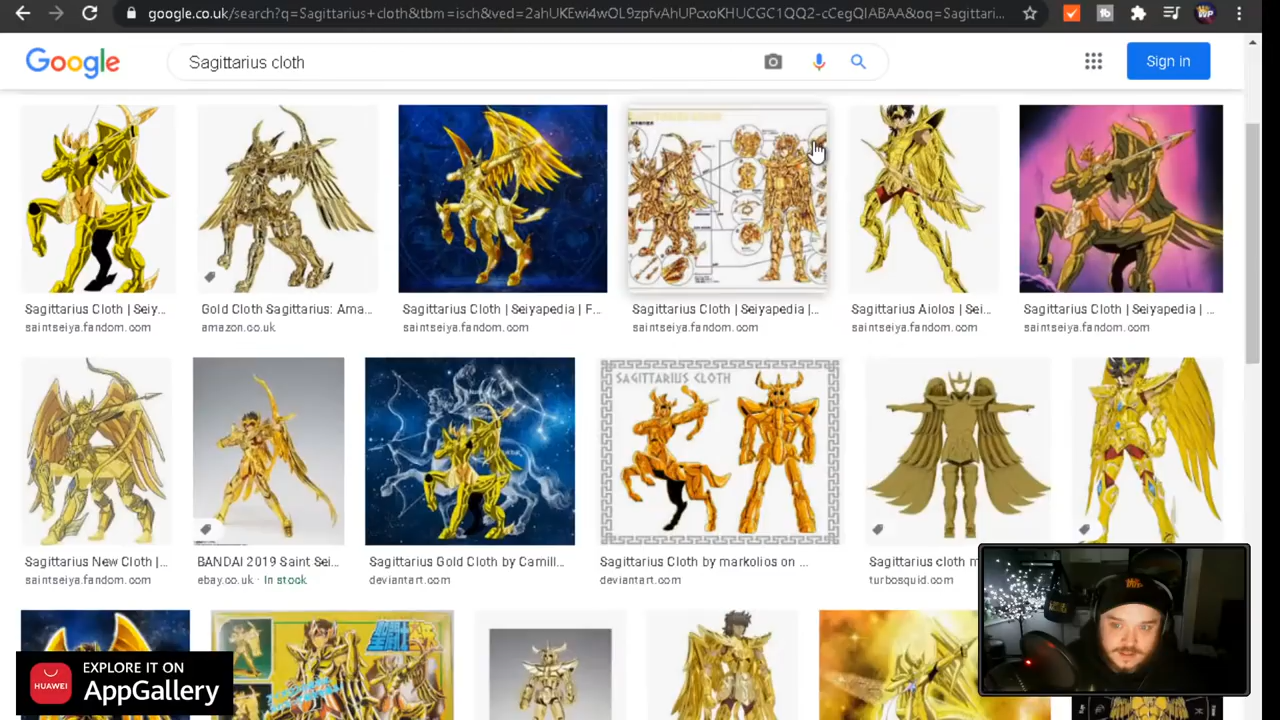 google.co.uk/search?q=Sagittarius+cloth&tbm=isch&ved=2ahUKEwi4wOL9zpfvAhUPcxoKHUCGC1QQ2-cCegQIABAA&oq=Sagittari...
Google
Sagittarius cloth
Sign in
Sagittarius Cloth | Seiy...
saintseiya.fandom.com
Gold Cloth Sagittarius: Ama...
amazon.co.uk
Sagittarius Cloth | Seiyapedia | F...
saintseiya.fandom.com
Sagittarius Cloth | Seiyapedia |...
saintseiya.fandom.com
Sagittarius Aiolos | Sei...
saintseiya.fandom.com
Sagittarius Cloth | Seiyapedia | ...
saintseiya.fandom.com
SAGITTARIUS CLOTH
Sagittarius New Cloth |...
saintseiya.fandom.com
BANDAI 2019 Saint Sei...
ebay.co.uk · In stock
Sagittarius Gold Cloth by Camill...
deviantart.com
Sagittarius Cloth by markolios on ...
deviantart.com
Sagittarius cloth m
turbosquid.com
HUAWEI
EXPLORE IT ON
AppGallery